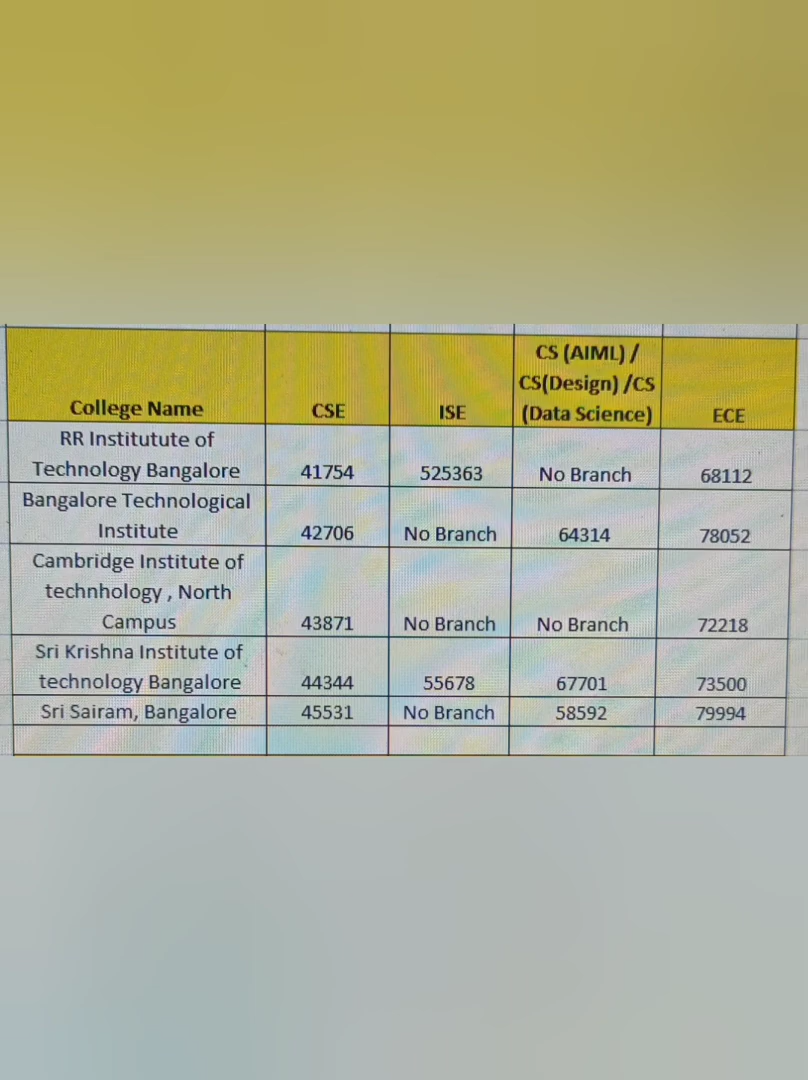 College Name CSE ISE CS (AIML) /
CS(Design) /CS
(Data Science) ECE
RR Institutute of
Technology Bangalore 41754 525363 No Branch 68112
Bangalore Technological
Institute 42706 No Branch 64314 78052
Cambridge Institute of
technhology , North
Campus 43871 No Branch No Branch 72218
Sri Krishna Institute of
technology Bangalore 44344 55678 67701 73500
Sri Sairam, Bangalore 45531 No Branch 58592 79994